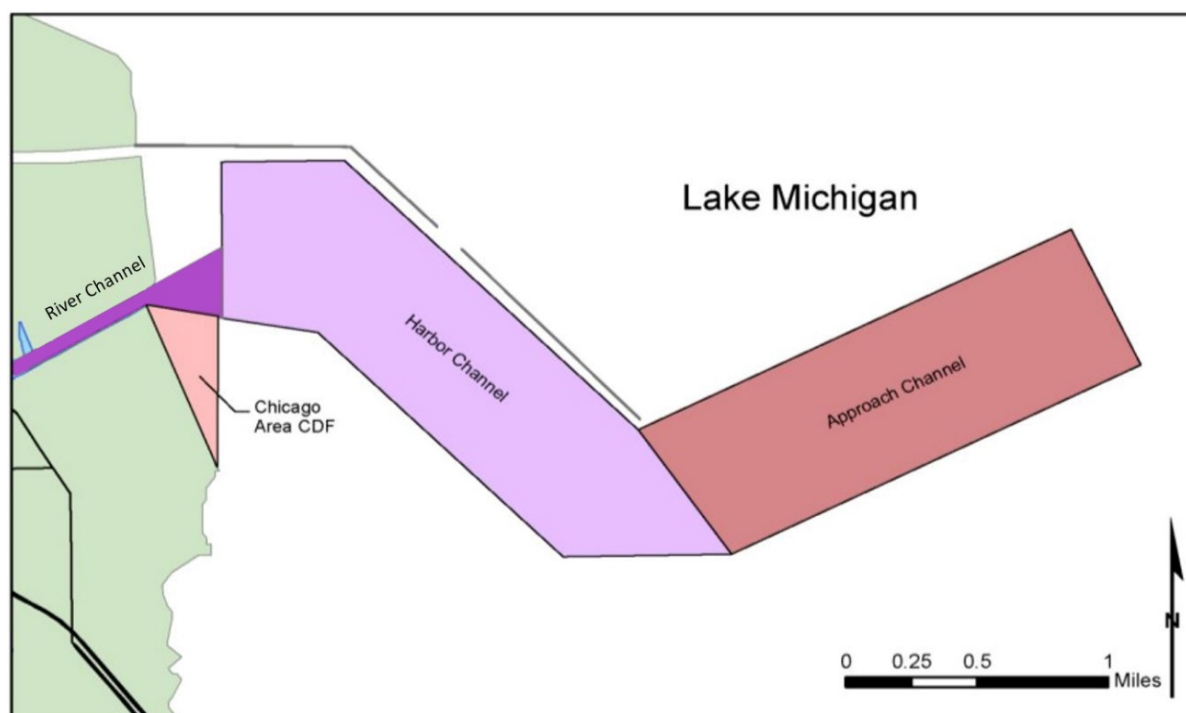 Lake Michigan
River Channel
Harbor Channel
Approach Channel
Chicago
Area CDF
0 0.25 0.5 1
Miles
N